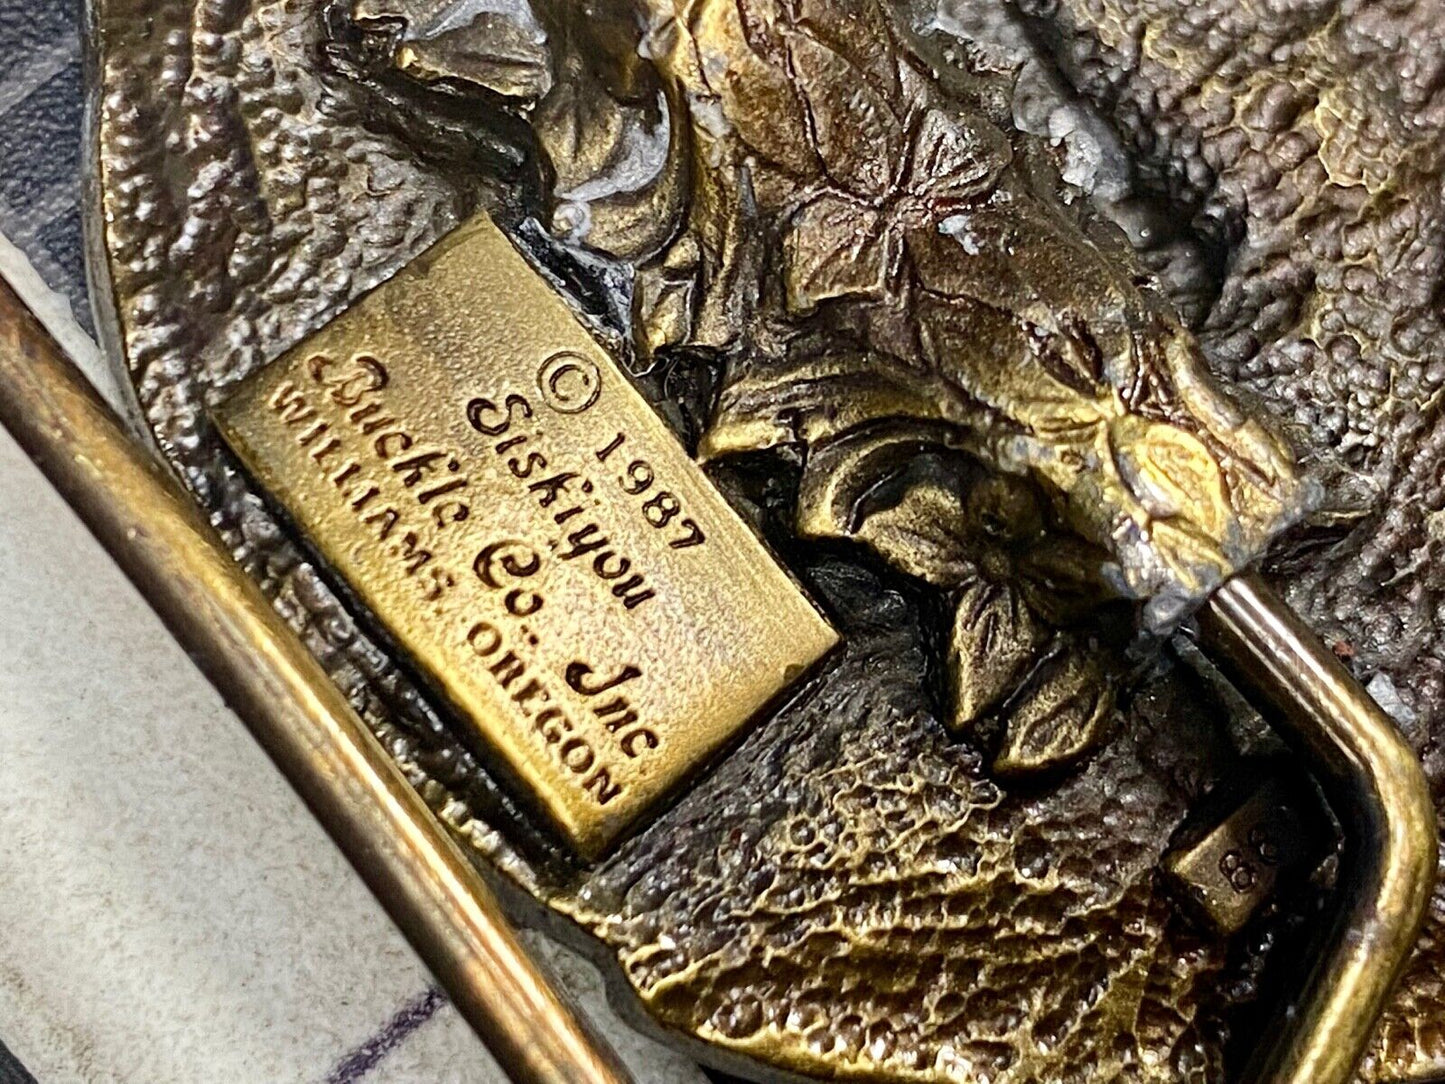 © 1987
Siskiyou
Buckle Co., Inc.
WILLIAMS, OREGON